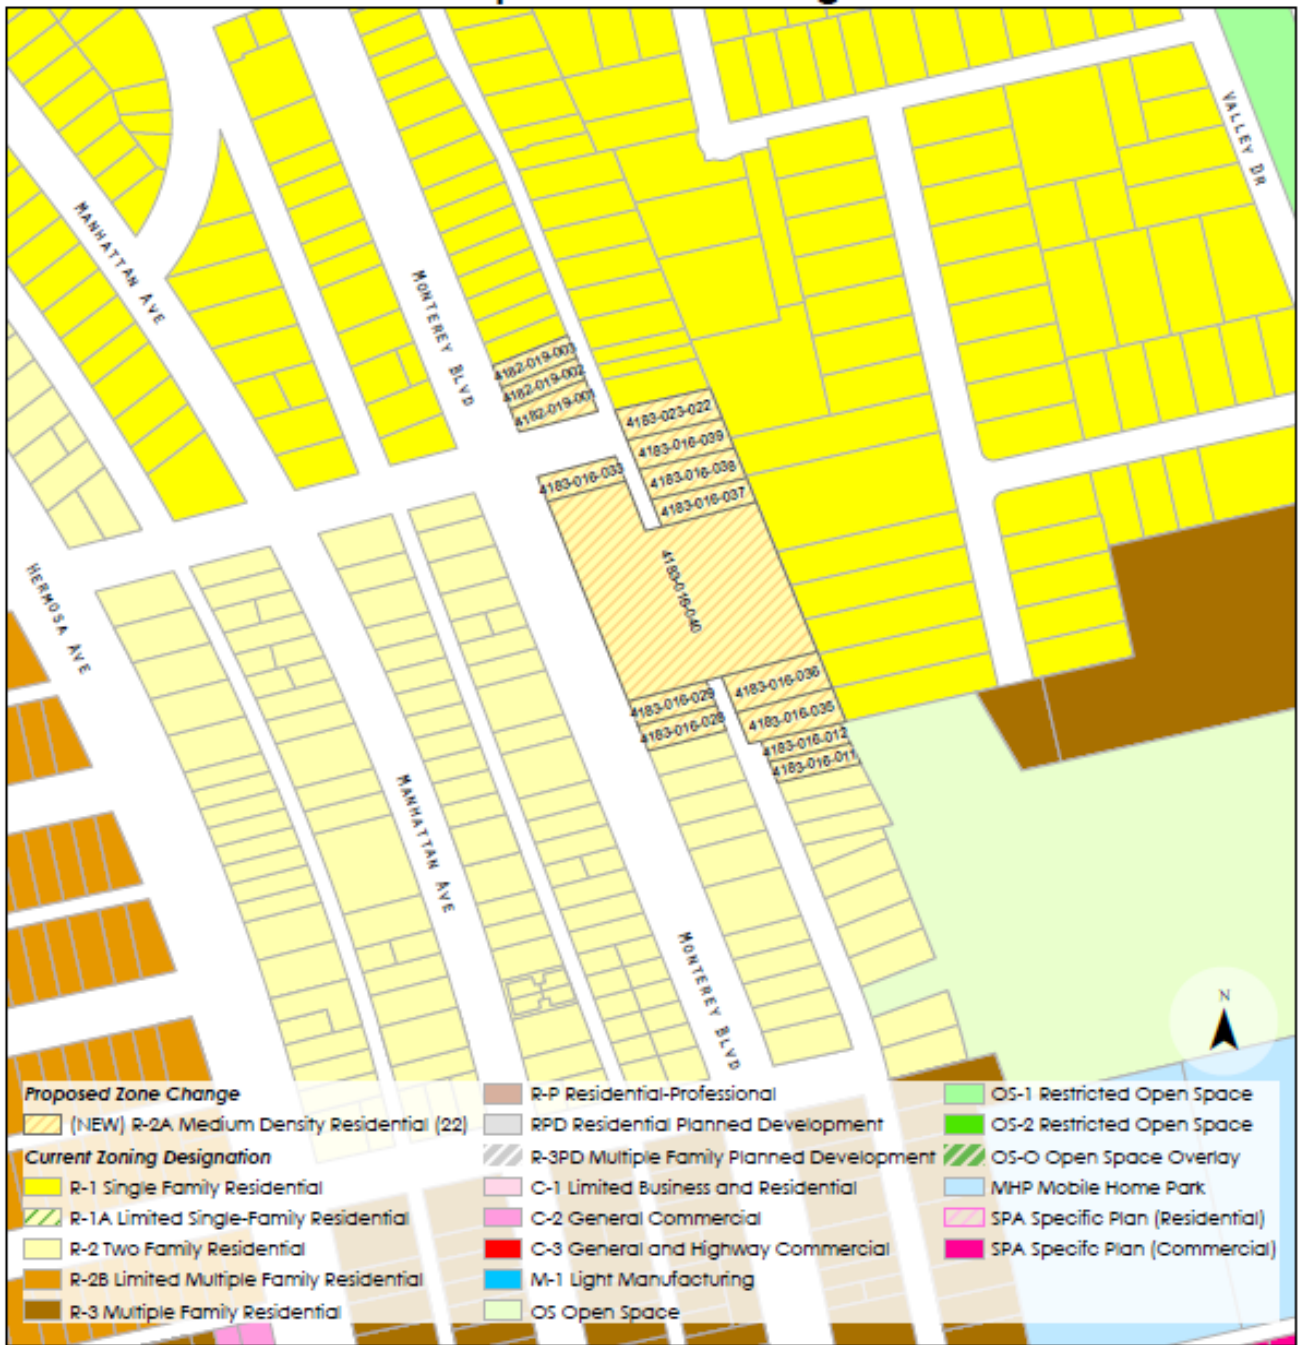 VALLEY DR
MANHATTAN AVE
MONTEREY BLVD
4182-019-003
4182-019-002
4182-019-001
4183-023-022
4183-016-039
4183-016-038
4183-016-037
4183-016-033
4183-016-040
HERMOSA AVE
4183-016-036
4183-016-029
4183-016-035
4183-016-028
4183-016-012
4183-016-011
MANHATTAN AVE
MONTEREY BLVD
N
Proposed Zone Change
(NEW) R-2A Medium Density Residential (22)
Current Zoning Designation
R-1 Single Family Residential
R-1A Limited Single-Family Residential
R-2 Two Family Residential
R-2B Limited Multiple Family Residential
R-3 Multiple Family Residential
R-P Residential-Professional
RPD Residential Planned Development
R-3PD Multiple Family Planned Development
C-1 Limited Business and Residential
C-2 General Commercial
C-3 General and Highway Commercial
M-1 Light Manufacturing
OS Open Space
OS-1 Restricted Open Space
OS-2 Restricted Open Space
OS-O Open Space Overlay
MHP Mobile Home Park
SPA Specific Plan (Residential)
SPA Specifc Plan (Commercial)